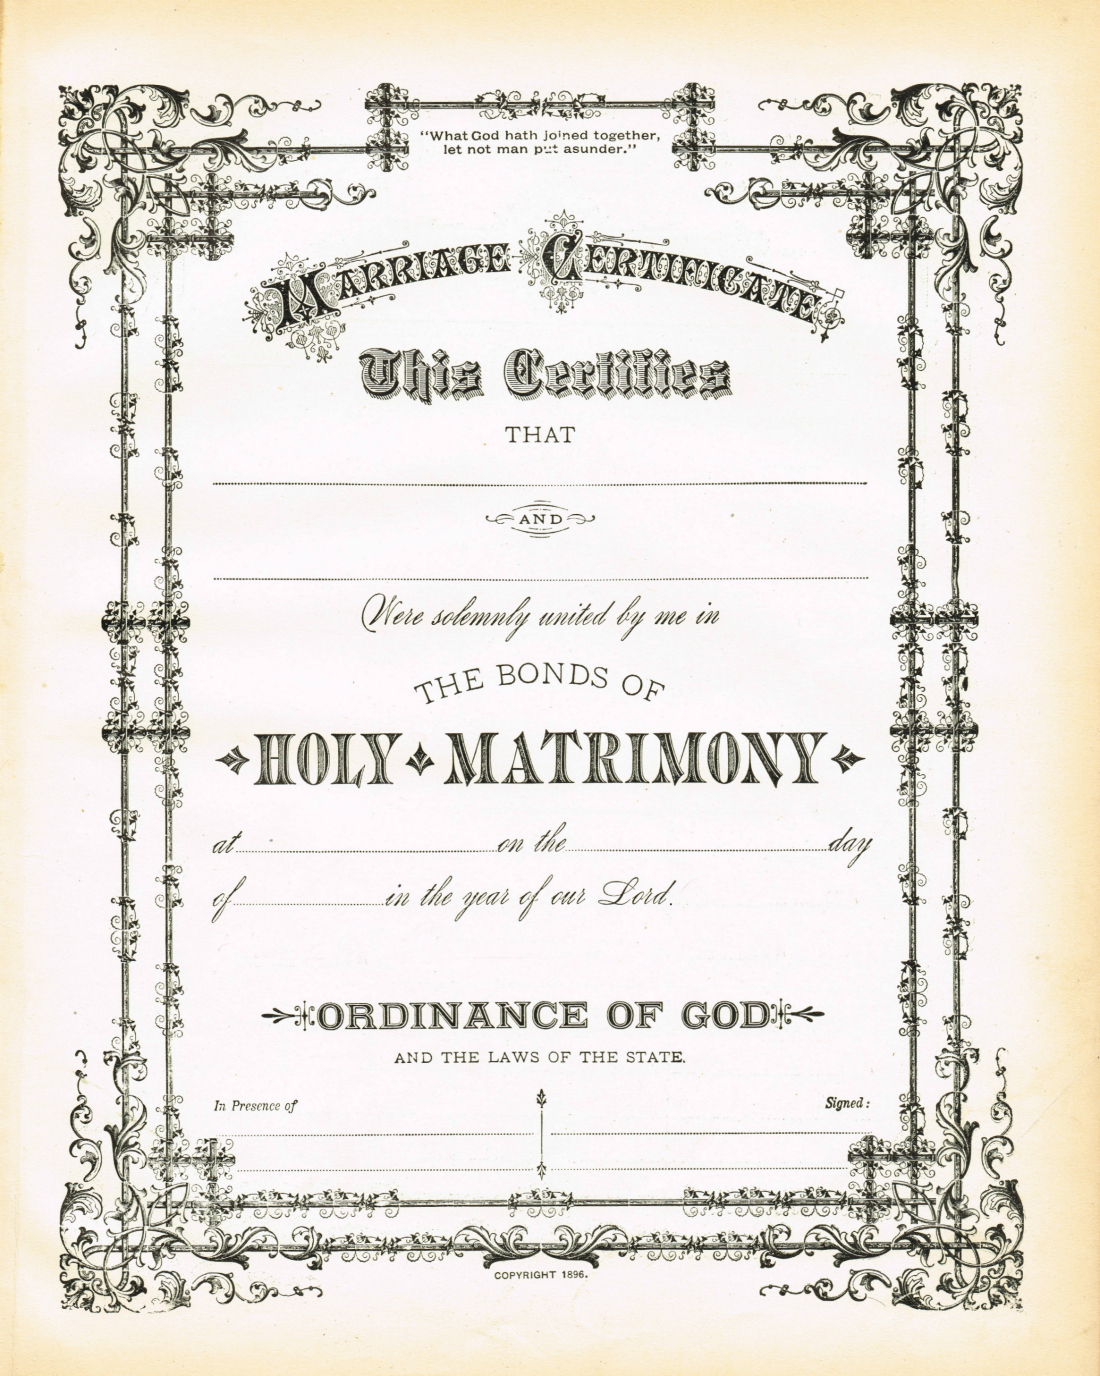 “What God hath joined together,
let not man put asunder.”
MARRIAGE CERTIFICATE
This Certifies
THAT
AND
Were solemnly united by me in
THE BONDS OF
HOLY MATRIMONY
at on the day
of in the year of our Lord.
ORDINANCE OF GOD
AND THE LAWS OF THE STATE.
In Presence of Signed:
COPYRIGHT 1896.